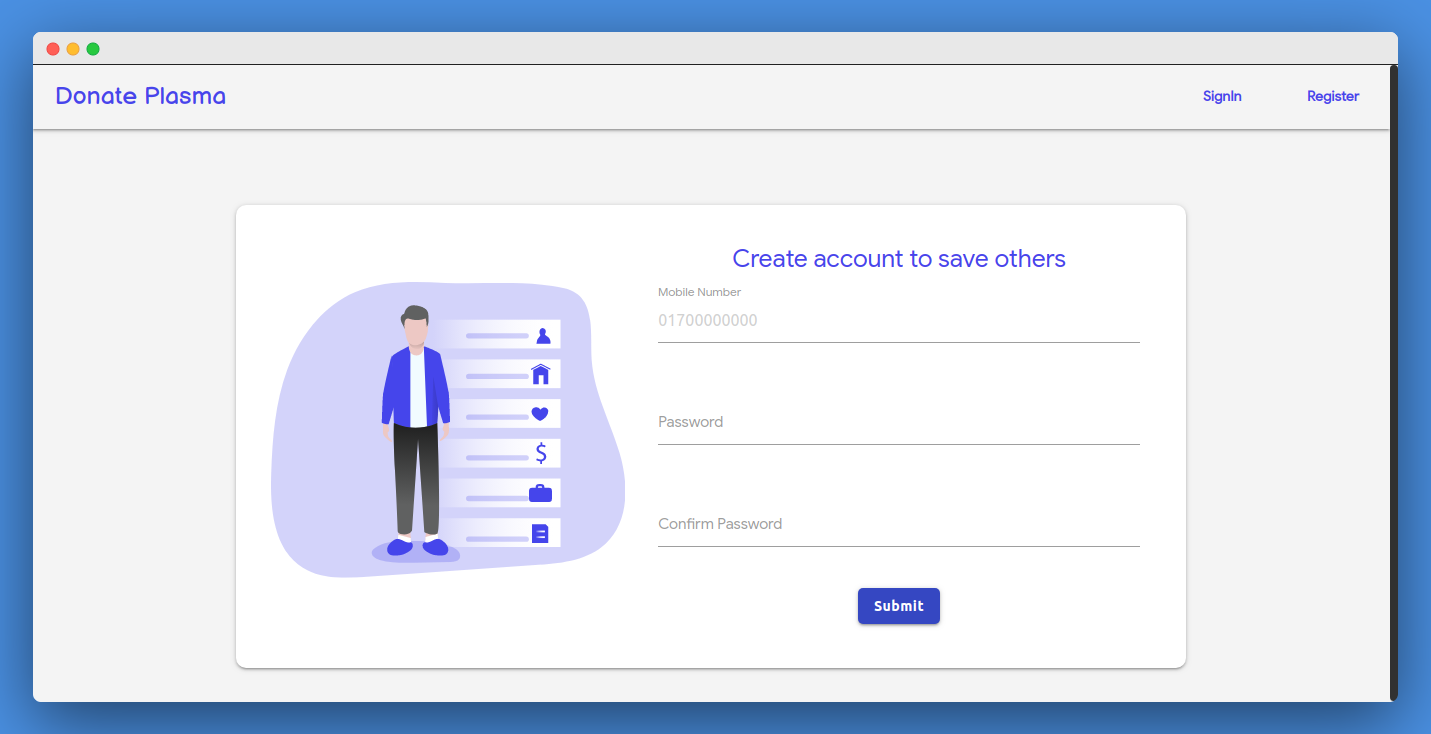 Donate Plasma
SignIn
Register
Create account to save others
Mobile Number
01700000000
Password
Confirm Password
Submit